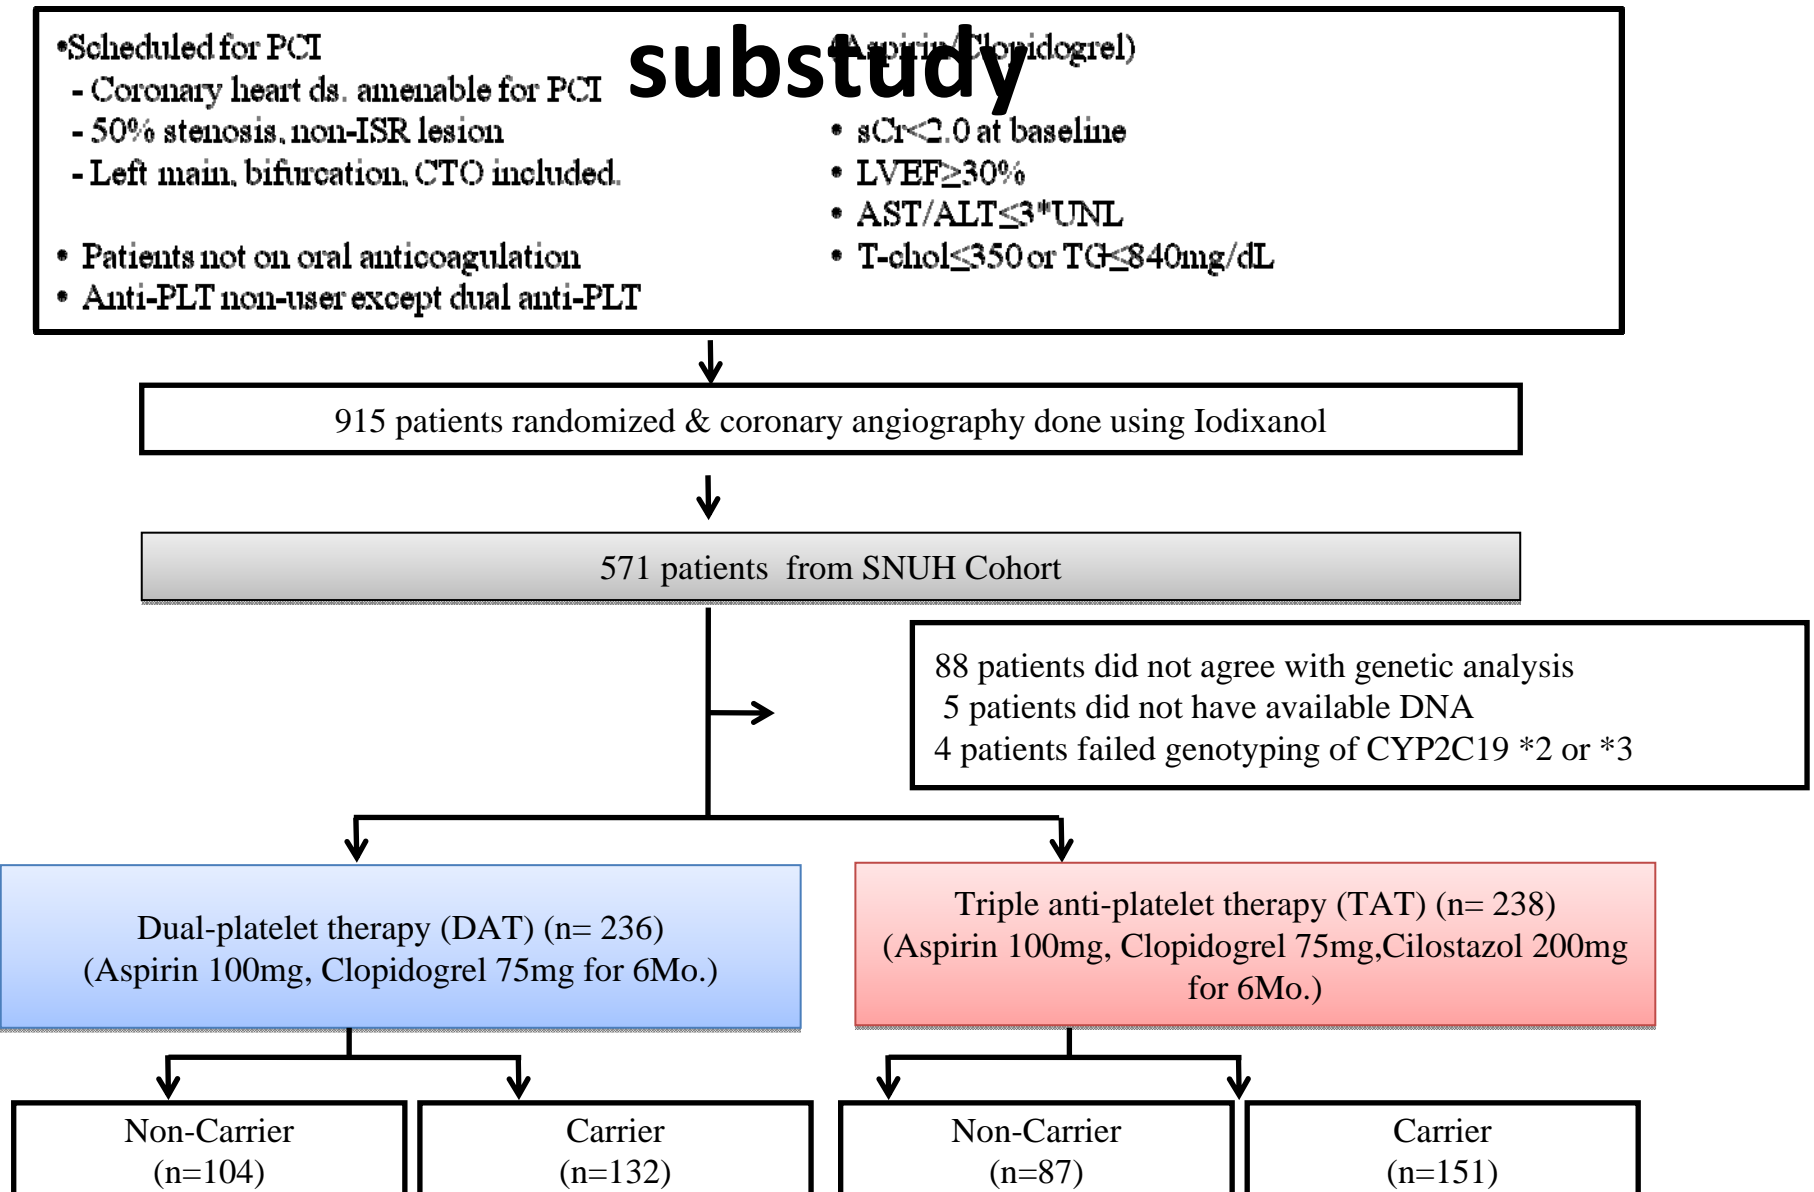 substudy
•Scheduled for PCI
- Coronary heart ds. amenable for PCI
- 50% stenosis, non-ISR lesion
- Left main, bifurcation, CTO included.
• Patients not on oral anticoagulation
• Anti-PLT non-user except dual anti-PLT
(Aspirin/Clopidogrel)
• sCr<2.0 at baseline
• LVEF≥30%
• AST/ALT≤3*UNL
• T-chol≤350 or TG≤840mg/dL
915 patients randomized & coronary angiography done using Iodixanol
571 patients from SNUH Cohort
88 patients did not agree with genetic analysis
5 patients did not have available DNA
4 patients failed genotyping of CYP2C19 *2 or *3
Dual-platelet therapy (DAT) (n= 236)
(Aspirin 100mg, Clopidogrel 75mg for 6Mo.)
Triple anti-platelet therapy (TAT) (n= 238)
(Aspirin 100mg, Clopidogrel 75mg,Cilostazol 200mg
for 6Mo.)
Non-Carrier
(n=104)
Carrier
(n=132)
Non-Carrier
(n=87)
Carrier
(n=151)